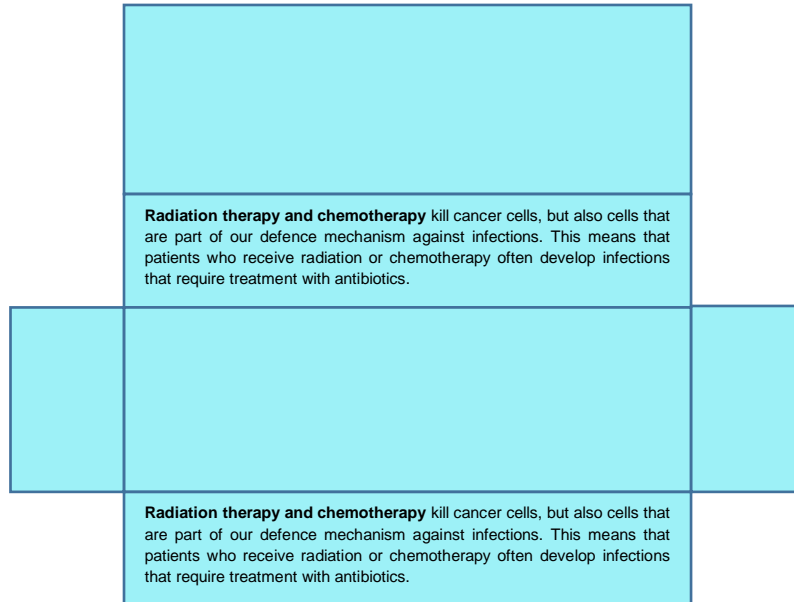 Radiation therapy and chemotherapy kill cancer cells, but also cells that
are part of our defence mechanism against infections. This means that
patients who receive radiation or chemotherapy often develop infections
that require treatment with antibiotics.
Radiation therapy and chemotherapy kill cancer cells, but also cells that
are part of our defence mechanism against infections. This means that
patients who receive radiation or chemotherapy often develop infections
that require treatment with antibiotics.